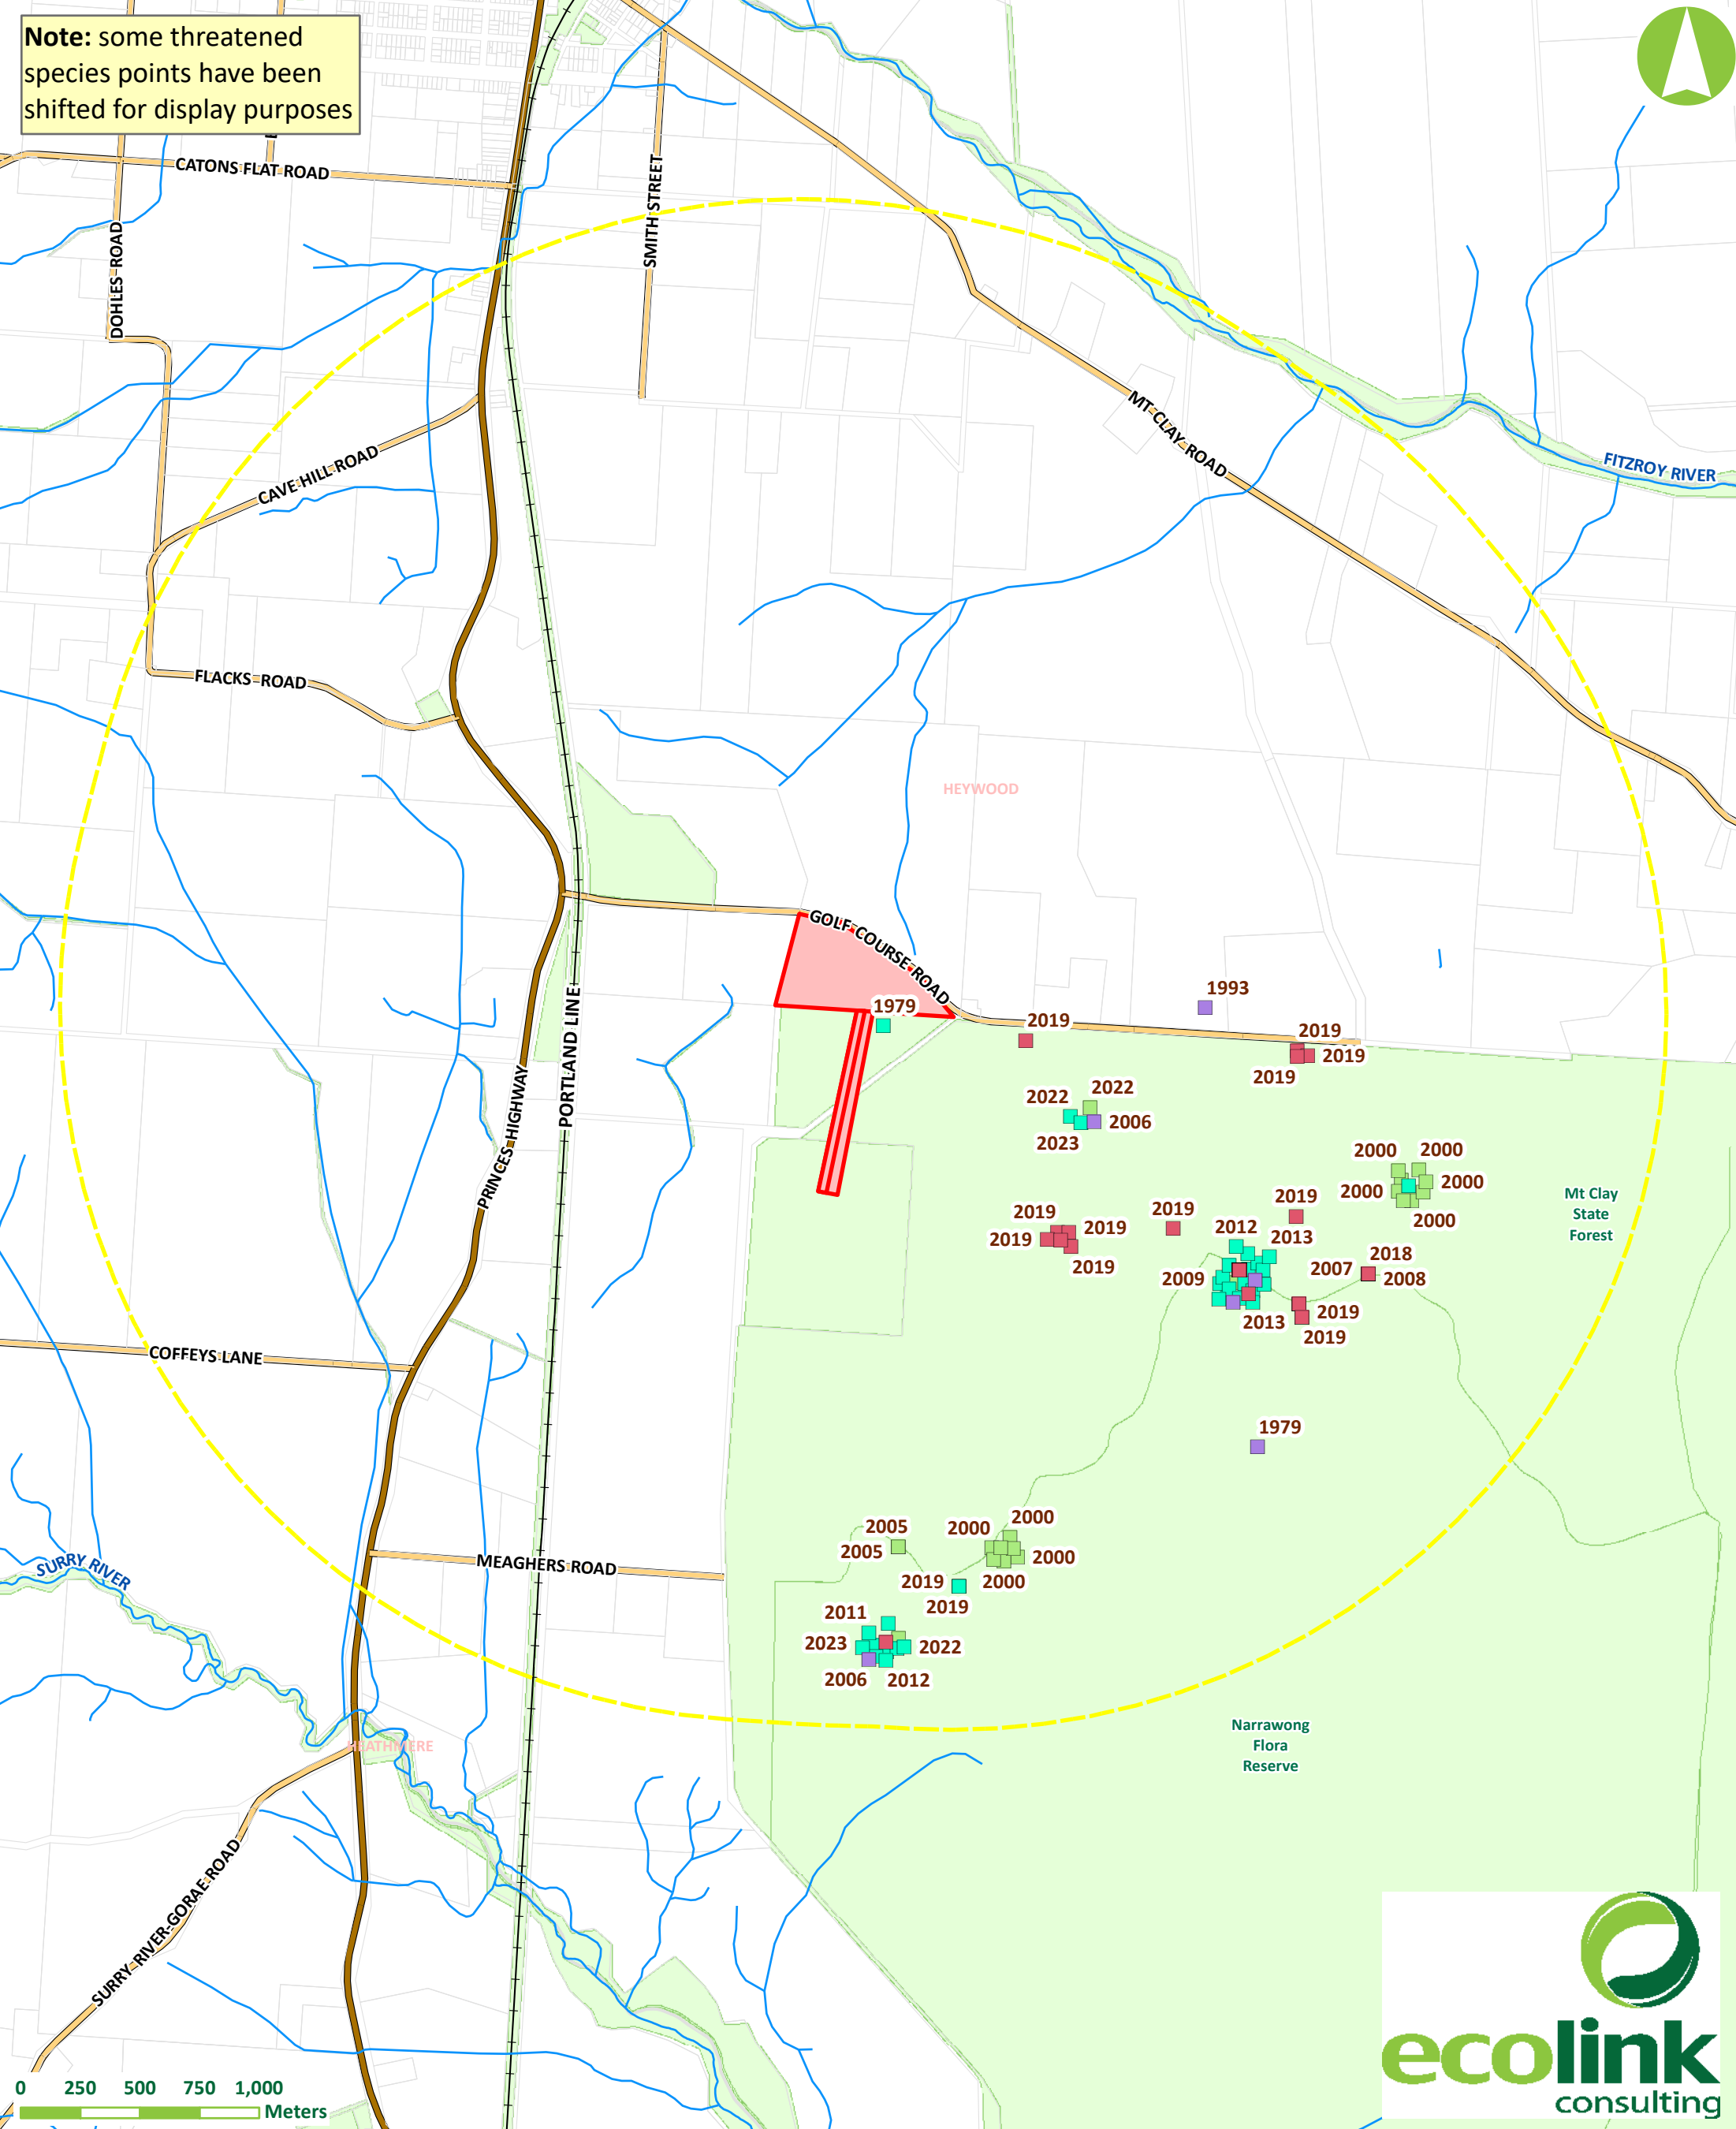 Note: some threatened
species points have been
shifted for display purposes
CATONS FLAT ROAD
SMITH STREET
DOHLES ROAD
MT CLAY ROAD
CAVE HILL ROAD
FITZROY RIVER
FLACKS ROAD
HEYWOOD
GOLF COURSE ROAD
1993
1979
2019
2019
2019
2019
PORTLAND LINE
PRINCES HIGHWAY
2022
2022
2006
2023
2000
2000
2000
2000
2000
Mt Clay
State
Forest
2019
2019
2019
2019
2019
2019
2012
2013
2009
2007
2018
2008
2013
2019
2019
COFFEYS LANE
1979
2005
2005
2000
2000
2000
2000
2019
2019
MEAGHERS ROAD
SURRY RIVER
2011
2023
2022
2006
2012
Narrawong
Flora
Reserve
HEATHMERE
SURRY RIVER-GORAE ROAD
0 250 500 750 1,000
Meters
ecolink
consulting